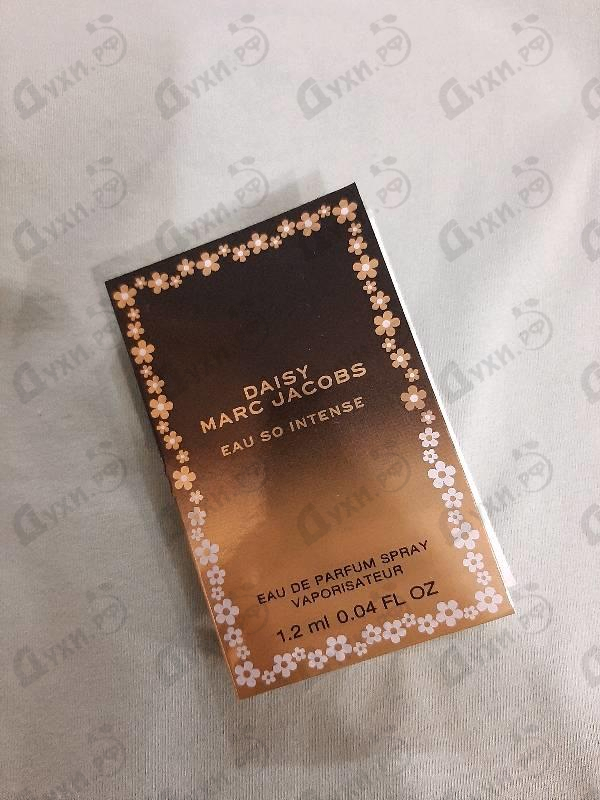 DAISY
MARC JACOBS
EAU SO INTENSE
EAU DE PARFUM SPRAY
VAPORISATEUR
1.2 ml 0.04 FL OZ
Духи.РФ